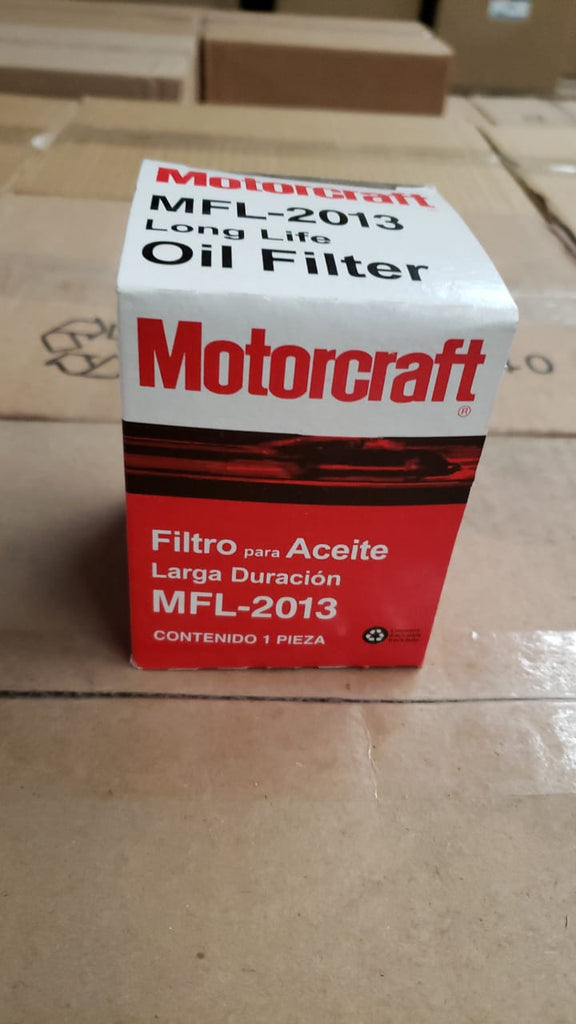 Motorcraft
MFL-2013
Long Life
Oil Filter
Motorcraft
®
Filtro para Aceite
Larga Duración
MFL-2013
CONTENIDO 1 PIEZA